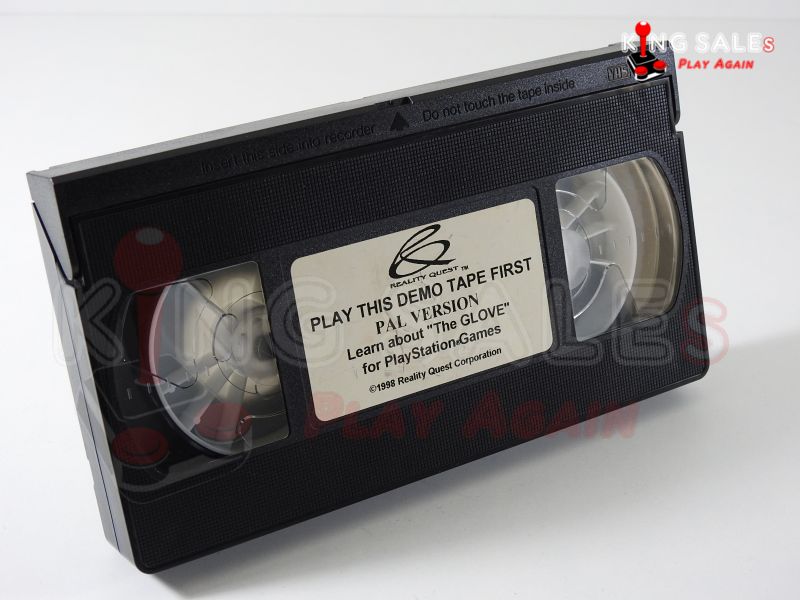 KING SALEs
PLAY AGAIN
VHS
Insert this side into recorder ▲ Do not touch the tape inside
REALITY QUEST™
PLAY THIS DEMO TAPE FIRST
PAL VERSION
Learn about "The GLOVE"
for PlayStation® Games
©1998 Reality Quest Corporation
KING SALEs
PLAY AGAIN